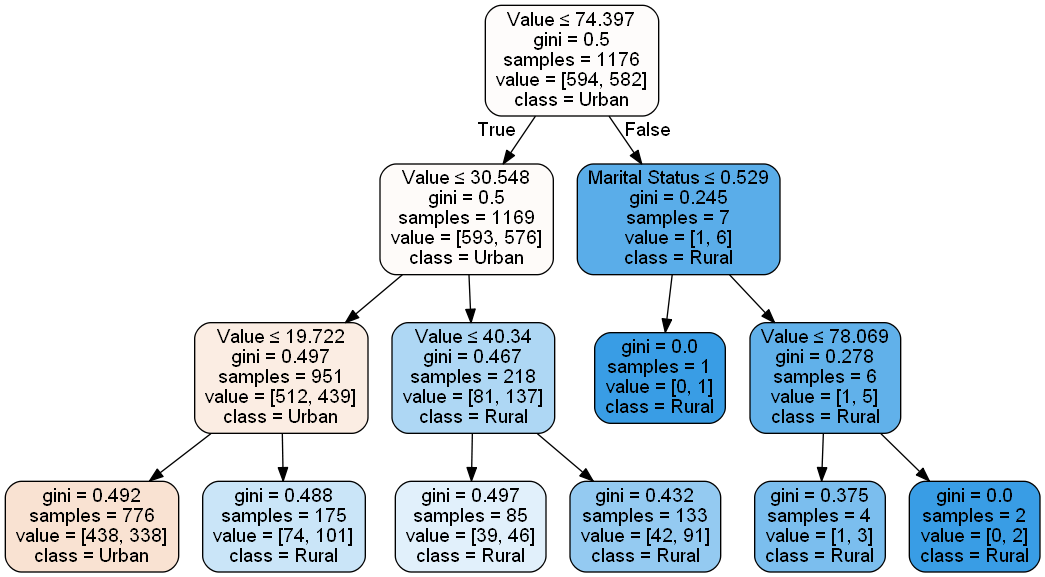 Value ≤ 74.397
gini = 0.5
samples = 1176
value = [594, 582]
class = Urban
True
False
Value ≤ 30.548
gini = 0.5
samples = 1169
value = [593, 576]
class = Urban
Marital Status ≤ 0.529
gini = 0.245
samples = 7
value = [1, 6]
class = Rural
Value ≤ 19.722
gini = 0.497
samples = 951
value = [512, 439]
class = Urban
Value ≤ 40.34
gini = 0.467
samples = 218
value = [81, 137]
class = Rural
gini = 0.0
samples = 1
value = [0, 1]
class = Rural
Value ≤ 78.069
gini = 0.278
samples = 6
value = [1, 5]
class = Rural
gini = 0.492
samples = 776
value = [438, 338]
class = Urban
gini = 0.488
samples = 175
value = [74, 101]
class = Rural
gini = 0.497
samples = 85
value = [39, 46]
class = Rural
gini = 0.432
samples = 133
value = [42, 91]
class = Rural
gini = 0.375
samples = 4
value = [1, 3]
class = Rural
gini = 0.0
samples = 2
value = [0, 2]
class = Rural